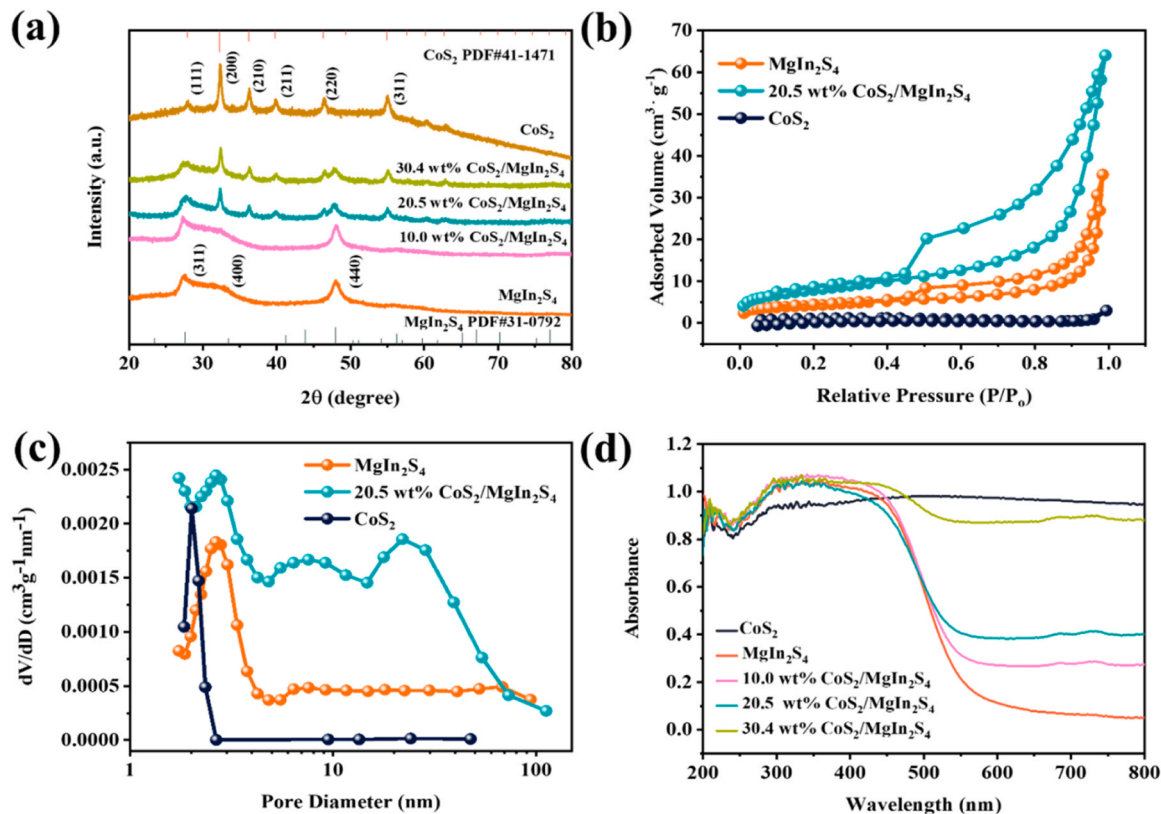 (a)
CoS₂ PDF#41-1471
(111)
(200)
(210)
(211)
(220)
(311)
CoS₂
30.4 wt% CoS₂/MgIn₂S₄
20.5 wt% CoS₂/MgIn₂S₄
10.0 wt% CoS₂/MgIn₂S₄
(311)
(400)
(440)
MgIn₂S₄
MgIn₂S₄ PDF#31-0792
Intensity (a.u.)
20 30 40 50 60 70 80
2θ (degree)
(b)
MgIn₂S₄
20.5 wt% CoS₂/MgIn₂S₄
CoS₂
Adsorbed Volume (cm³· g⁻¹)
70
60
50
40
30
20
10
0
0.0 0.2 0.4 0.6 0.8 1.0
Relative Pressure (P/Pₒ)
(c)
MgIn₂S₄
20.5 wt% CoS₂/MgIn₂S₄
CoS₂
dV/dD (cm³g⁻¹nm⁻¹)
0.0025
0.0020
0.0015
0.0010
0.0005
0.0000
1 10 100
Pore Diameter (nm)
(d)
Absorbance
1.2
1.0
0.8
0.6
0.4
0.2
0.0
CoS₂
MgIn₂S₄
10.0 wt% CoS₂/MgIn₂S₄
20.5 wt% CoS₂/MgIn₂S₄
30.4 wt% CoS₂/MgIn₂S₄
200 300 400 500 600 700 800
Wavelength (nm)